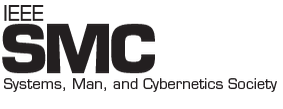 IEEE
SMC
Systems, Man, and Cybernetics Society